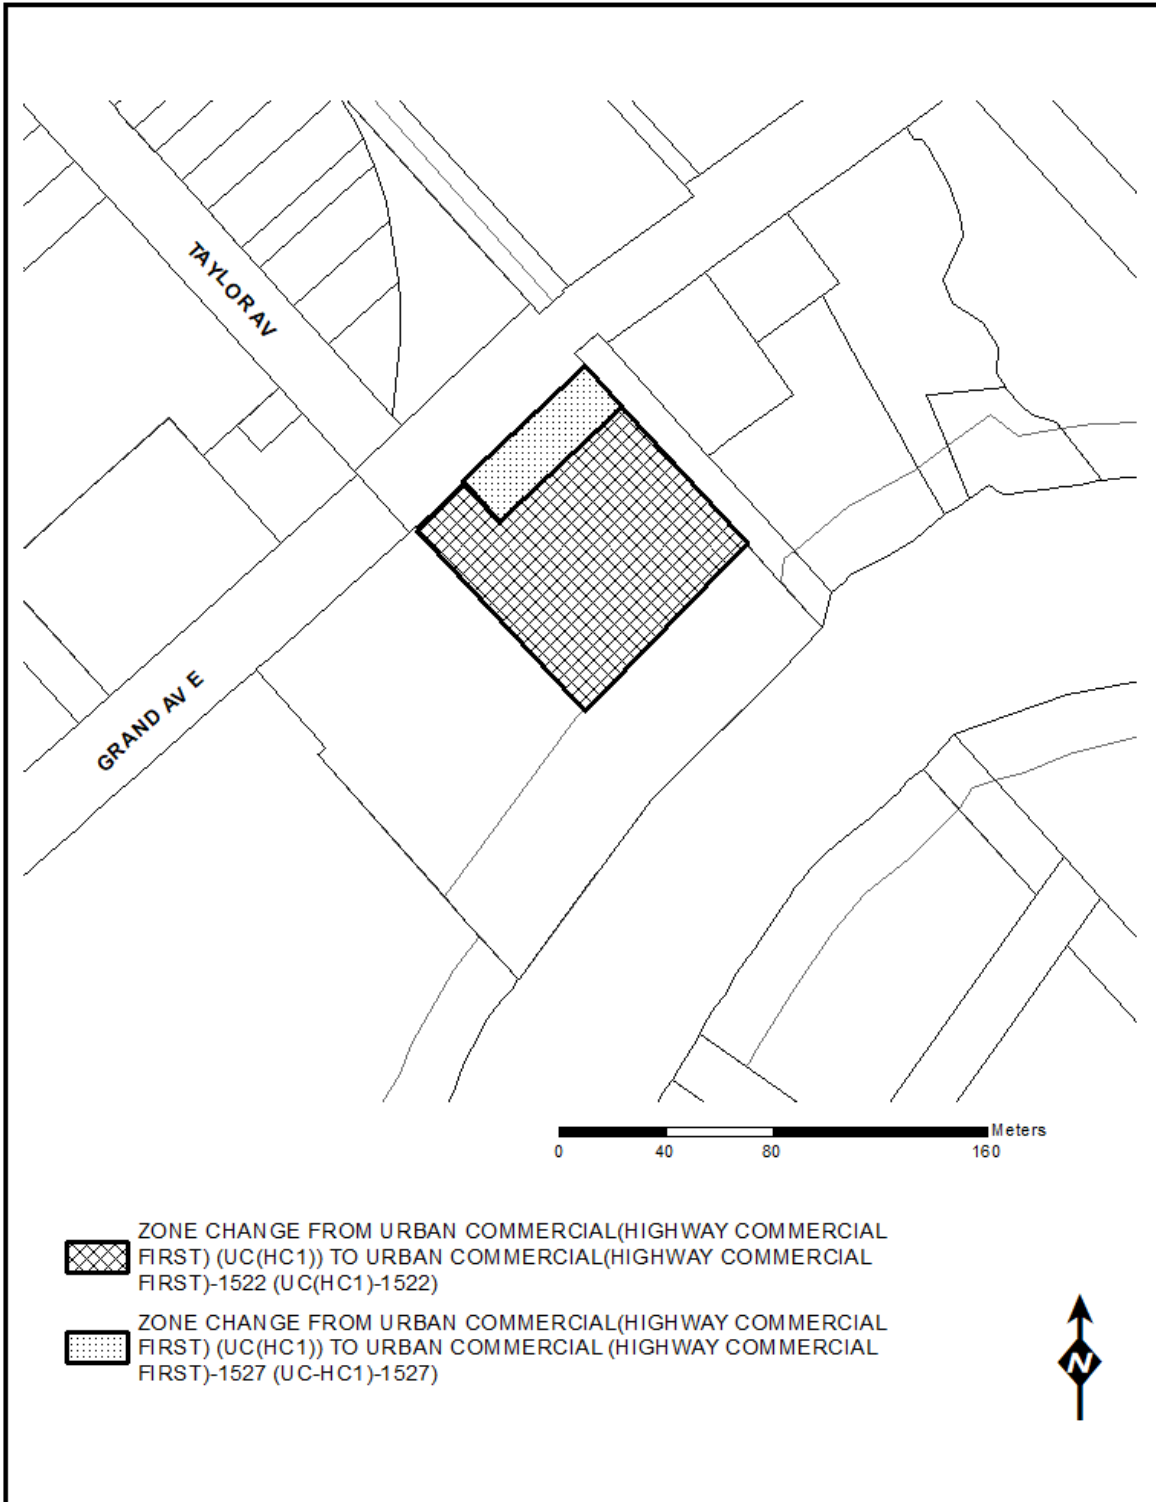 TAYLOR AV
GRAND AV E
Meters
0 40 80 160
ZONE CHANGE FROM URBAN COMMERCIAL(HIGHWAY COMMERCIAL
FIRST) (UC(HC1)) TO URBAN COMMERCIAL(HIGHWAY COMMERCIAL
FIRST)-1522 (UC(HC1)-1522)
ZONE CHANGE FROM URBAN COMMERCIAL(HIGHWAY COMMERCIAL
FIRST) (UC(HC1)) TO URBAN COMMERCIAL (HIGHWAY COMMERCIAL
FIRST)-1527 (UC-HC1)-1527)
N